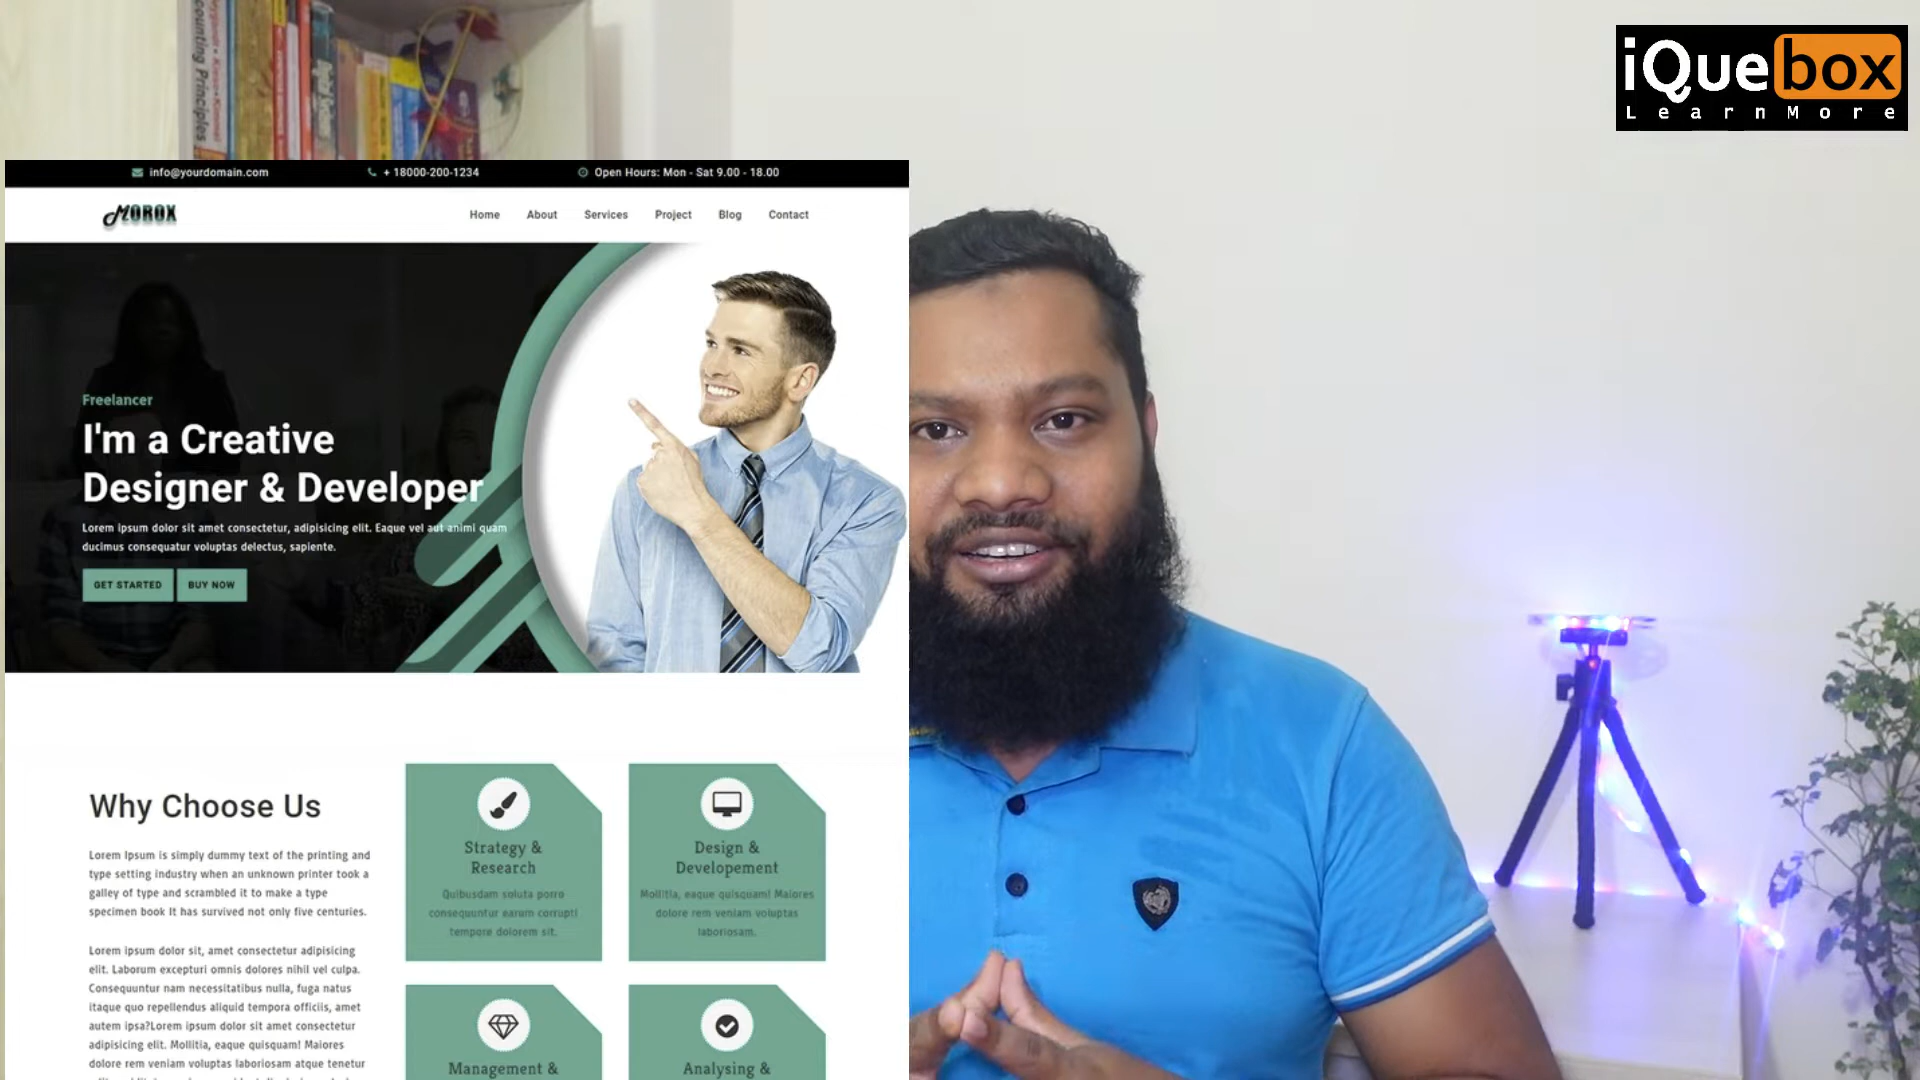 Accounting Principles
iQuebox
LearnMore
info@yourdomain.com
+ 18000-200-1234
Open Hours: Mon - Sat 9.00 - 18.00
MOROX
Home
About
Services
Project
Blog
Contact
Freelancer
I'm a Creative
Designer & Developer
Lorem ipsum dolor sit amet consectetur, adipisicing elit. Eaque vel aut animi quam
ducimus consequatur voluptas delectus, sapiente.
GET STARTED
BUY NOW
Why Choose Us
Lorem Ipsum is simply dummy text of the printing and
type setting industry when an unknown printer took a
galley of type and scrambled it to make a type
specimen book It has survived not only five centuries.
Lorem ipsum dolor sit, amet consectetur adipisicing
elit. Laborum excepturi omnis dolores nihil vel culpa.
Consequuntur nam necessitatibus nulla, fuga natus
itaque quo repellendus aliquid tempora officiis, amet
autem ipsa?Lorem ipsum dolor sit amet consectetur
adipisicing elit. Mollitia, eaque quisquam! Maiores
dolore rem veniam voluptas laboriosam atque tenetur
Strategy &
Research
Quibusdam soluta porro
consequuntur earum corrupti
tempore dolorem sit.
Design &
Developement
Mollitia, eaque quisquam! Maiores
dolore rem veniam voluptas
laboriosam.
Management &
Analysing &